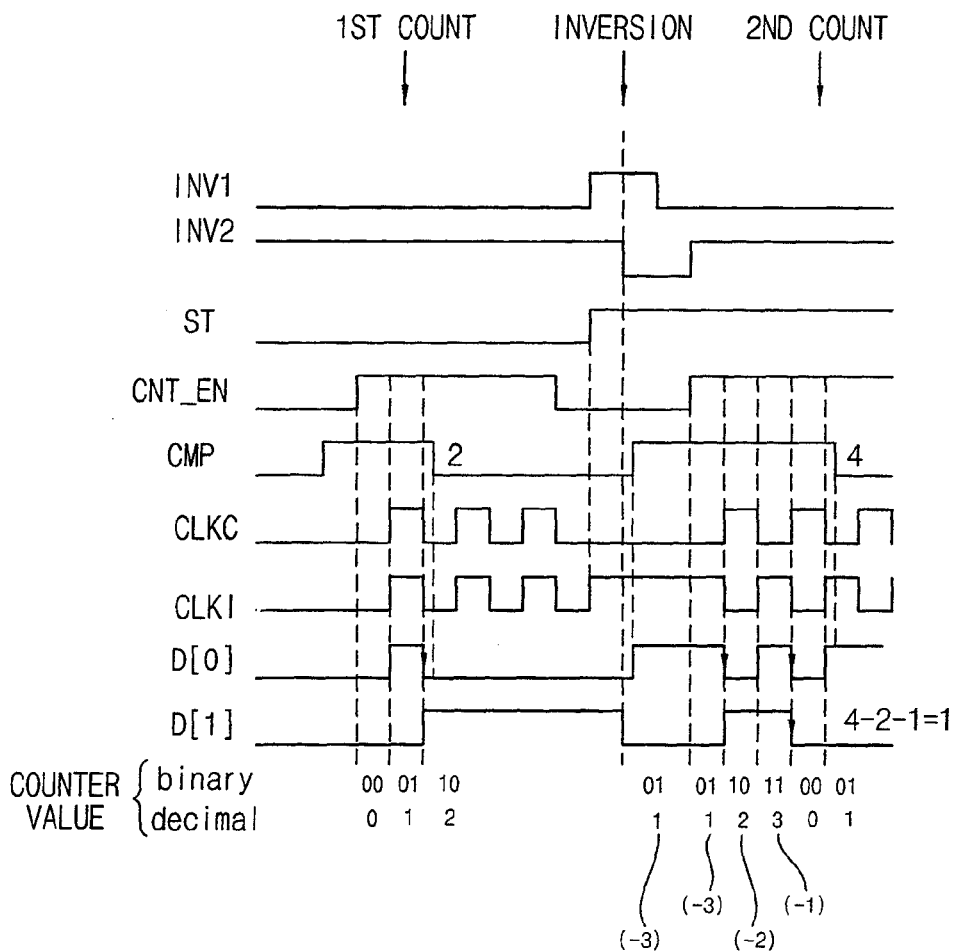 1ST COUNT INVERSION 2ND COUNT
INV1
INV2
ST
CNT_EN
CMP 2 4
CLKC
CLKI
D[0]
D[1] 4-2-1=1
COUNTER VALUE
binary 00 01 10 01 01 10 11 00 01
decimal 0 1 2 1 1 2 3 0 1
(-3) (-1)
(-3) (-2)